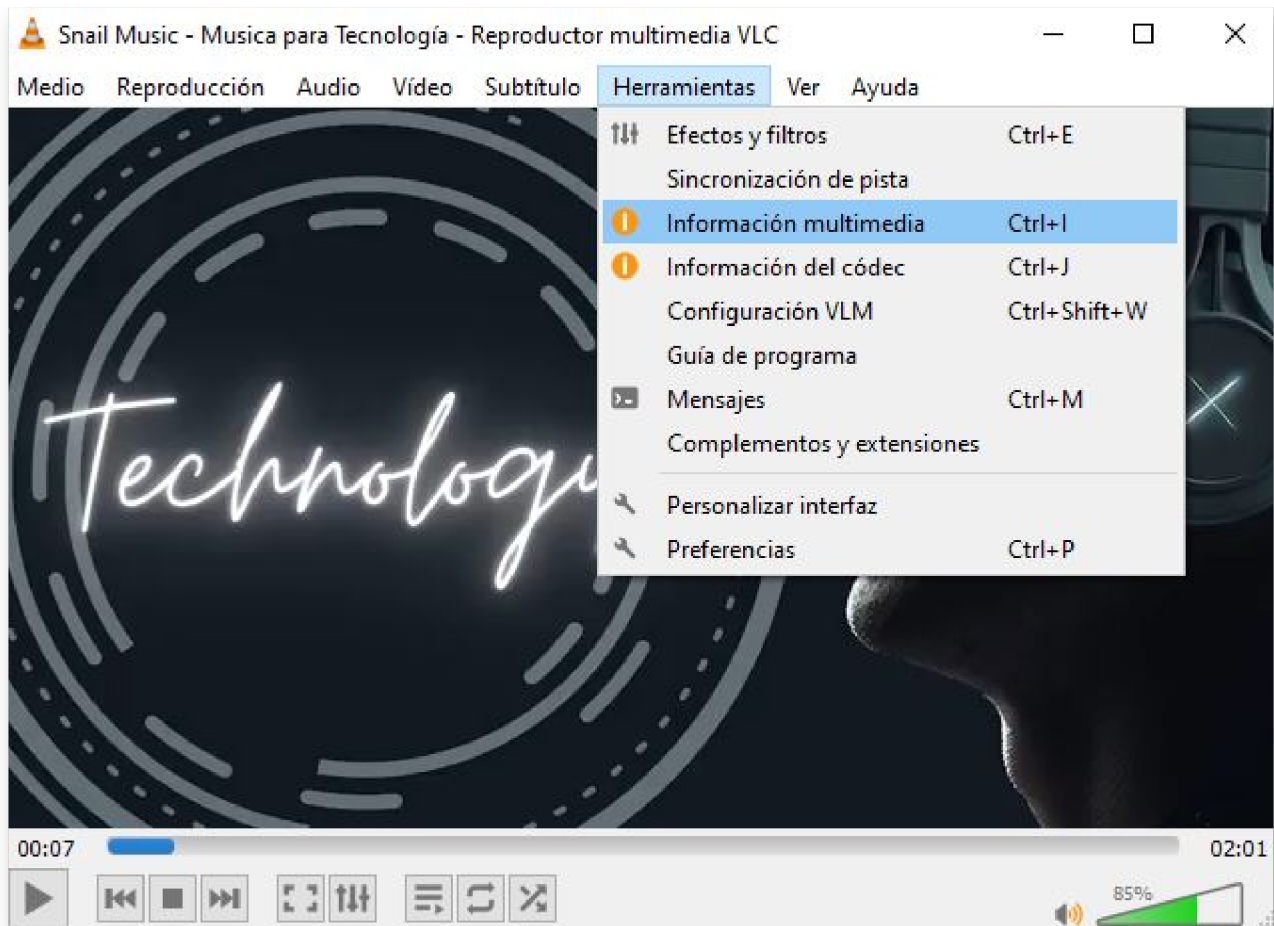 Snail Music - Musica para Tecnología - Reproductor multimedia VLC
Medio Reproducción Audio Vídeo Subtítulo Herramientas Ver Ayuda
Efectos y filtros Ctrl+E
Sincronización de pista
Información multimedia Ctrl+I
Información del códec Ctrl+J
Configuración VLM Ctrl+Shift+W
Guía de programa
Mensajes Ctrl+M
Complementos y extensiones
Personalizar interfaz
Preferencias Ctrl+P
00:07 02:01
85%